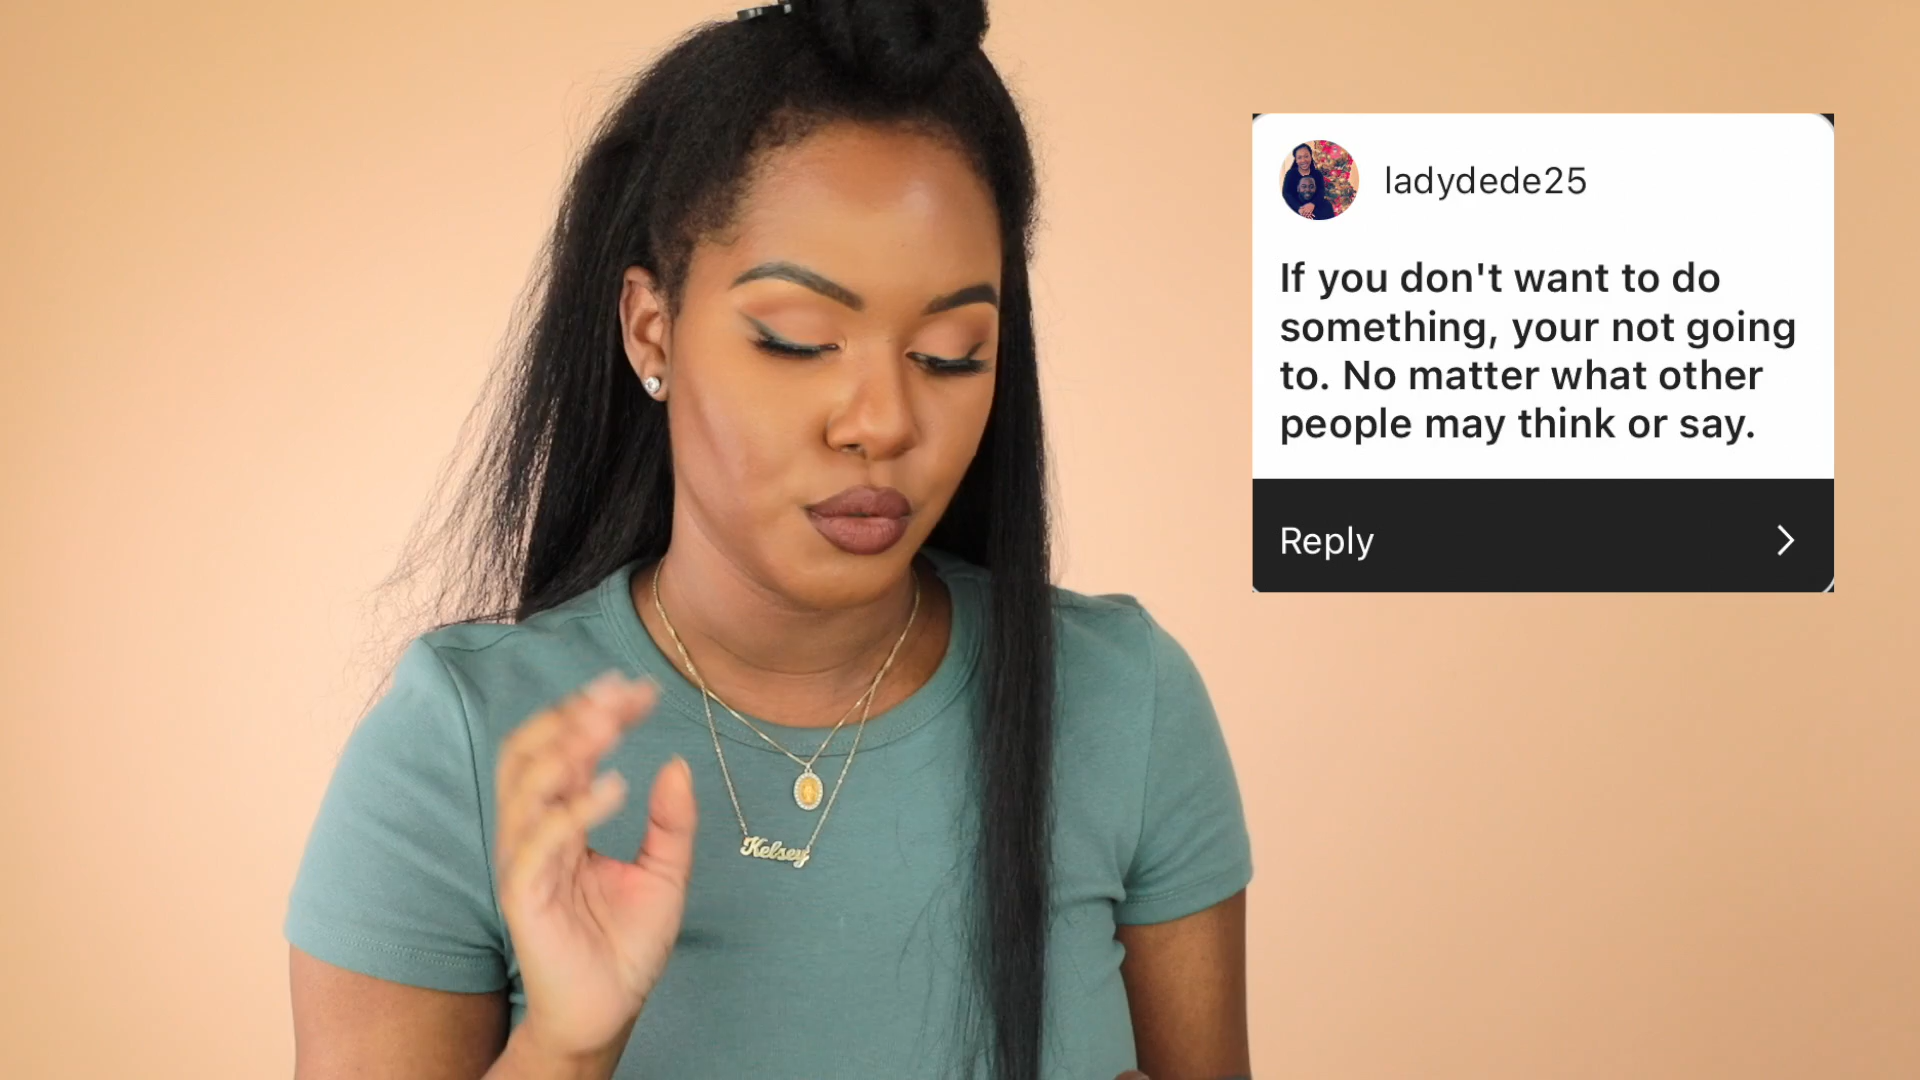 ladydede25
If you don't want to do
something, your not going
to. No matter what other
people may think or say.
Reply
Kelsey